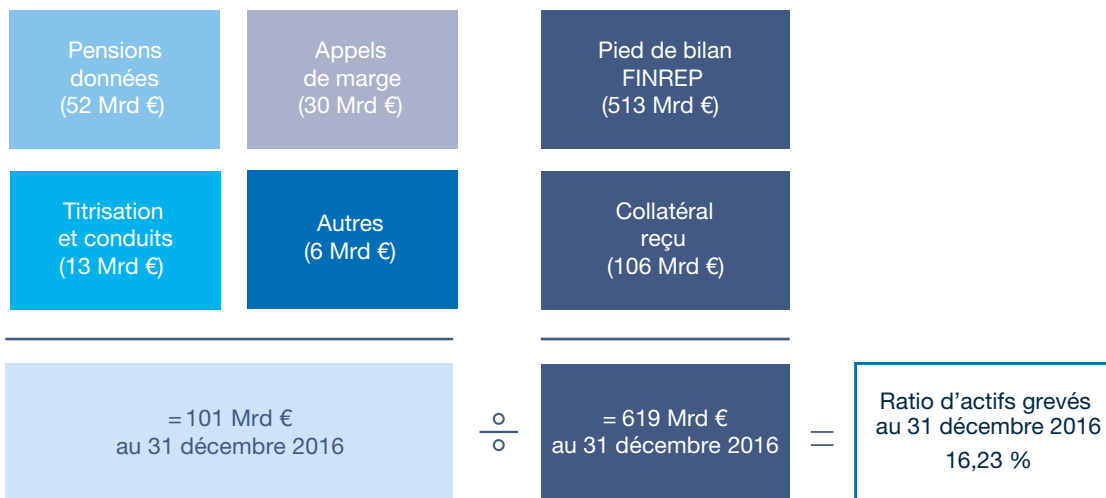 Pensions
données
(52 Mrd €)
Appels
de marge
(30 Mrd €)
Pied de bilan
FINREP
(513 Mrd €)
Titrisation
et conduits
(13 Mrd €)
Autres
(6 Mrd €)
Collatéral
reçu
(106 Mrd €)
= 101 Mrd €
au 31 décembre 2016
÷
= 619 Mrd €
au 31 décembre 2016
=
Ratio d'actifs grevés
au 31 décembre 2016
16,23 %